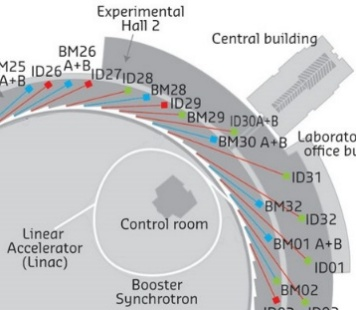 Experimental
Hall 2
Central building
BM26
A+B
BM25
A+B
ID26
ID27
ID28
BM28
ID29
BM29
ID30A+B
BM30 A+B
ID31
BM32
ID32
BM01 A+B
ID01
BM02
Linear
Accelerator
(Linac)
Control room
Booster
Synchrotron